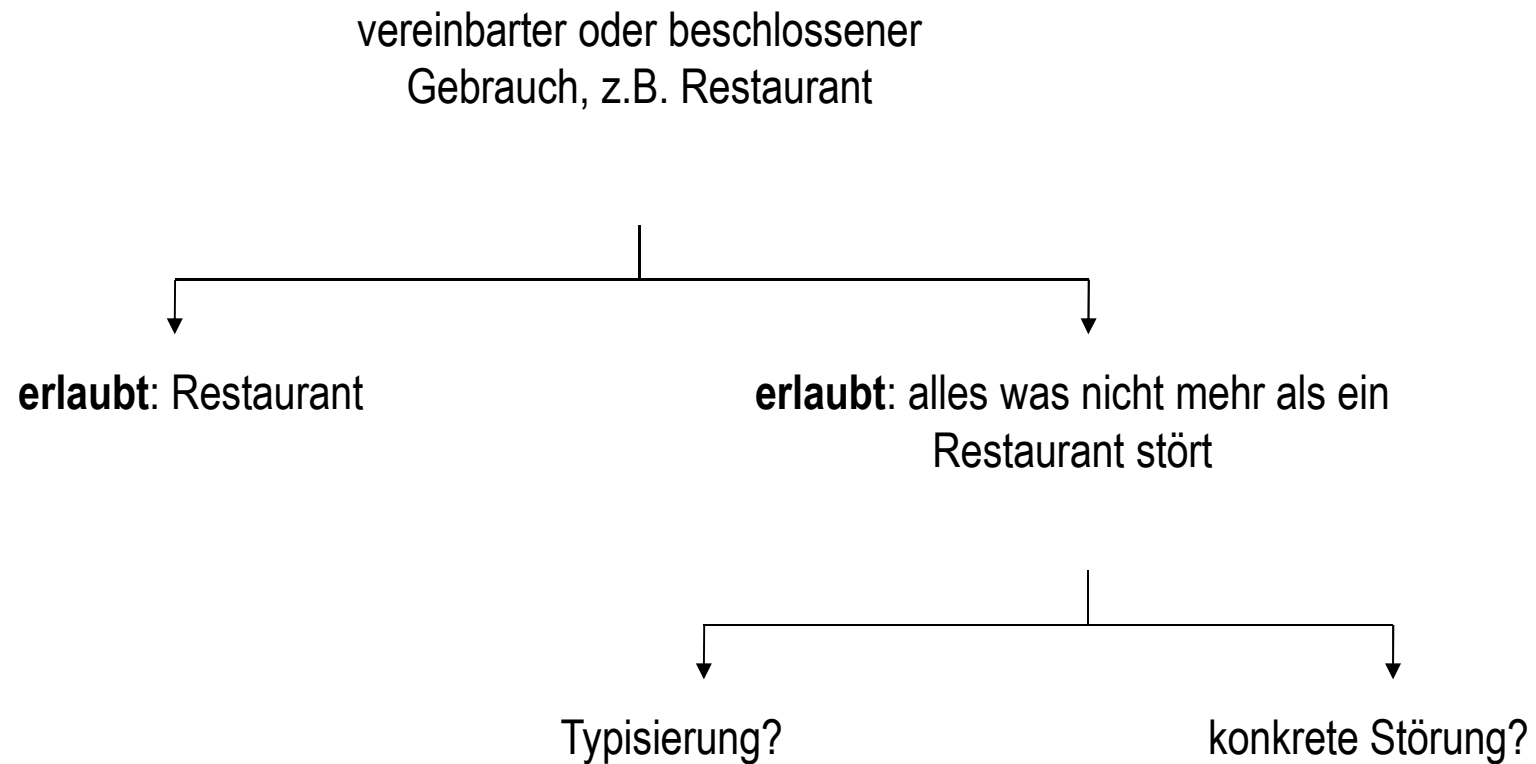 vereinbarter oder beschlossener
Gebrauch, z.B. Restaurant
erlaubt: Restaurant
erlaubt: alles was nicht mehr als ein
Restaurant stört
Typisierung?
konkrete Störung?